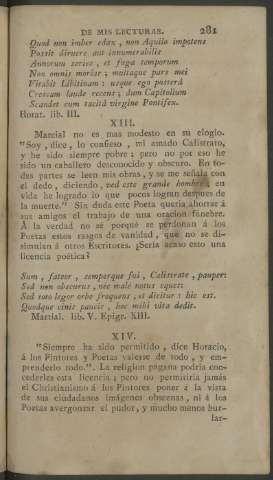 DE MIS LECTURAS. 281
Quod non imber edax, non Aquilo impotens
Possit diruere aut innumerabilis
Annorum series, et fuga temporum
Non omnis moriar; multaque pars mei
Vitabit Libitinam: usque ego posterá
Crescam laude recens; dum Capitolium
Scandet cum tacitâ virgine Pontifex.
Horat. lib. III.
XIII.
Marcial no es mas modesto en su elogio.
"Soy, dice, lo confieso, mi amado Calistrato,
y he sido siempre pobre; pero no por eso he
sido un caballero desconocido y obscuro. En to-
das partes se leen mis obras, y se me señala con
el dedo, diciendo, ved este grande hombre; en
vida he logrado lo que pocos logran despues de
la muerte." Sin duda este Poeta queria ahorrar á
sus amigos el trabajo de una oracion fúnebre.
Á la verdad no sé porqué se perdonan á los
Poetas estos rasgos de vanidad, que no se di-
simulan á otros Escritores. ¿Sería acaso esto una
licencia poética?
Sum, fateor, semperque fui, Calistrate, pauper:
Sed non obscurus, nec malè notus eques:
Sed toto legor orbe frequens, et dicitur: hic est.
Quodque cinis paucis, hoc mihi vita dedit.
Martial. lib. V. Epigr. XIII.
XIV.
"Siempre ha sido permitido, dice Horacio,
á los Pintores y Poetas valerse de todo, y em-
prenderlo todo." La religion pagana podria con-
cederles esta licencia; pero no permitiria jamás
el Christianismo á los Pintores poner á la vista
de sus ciudadanos imágenes obscenas, ni á los
Poetas avergonzar el pudor, y mucho menos bur-
lar-